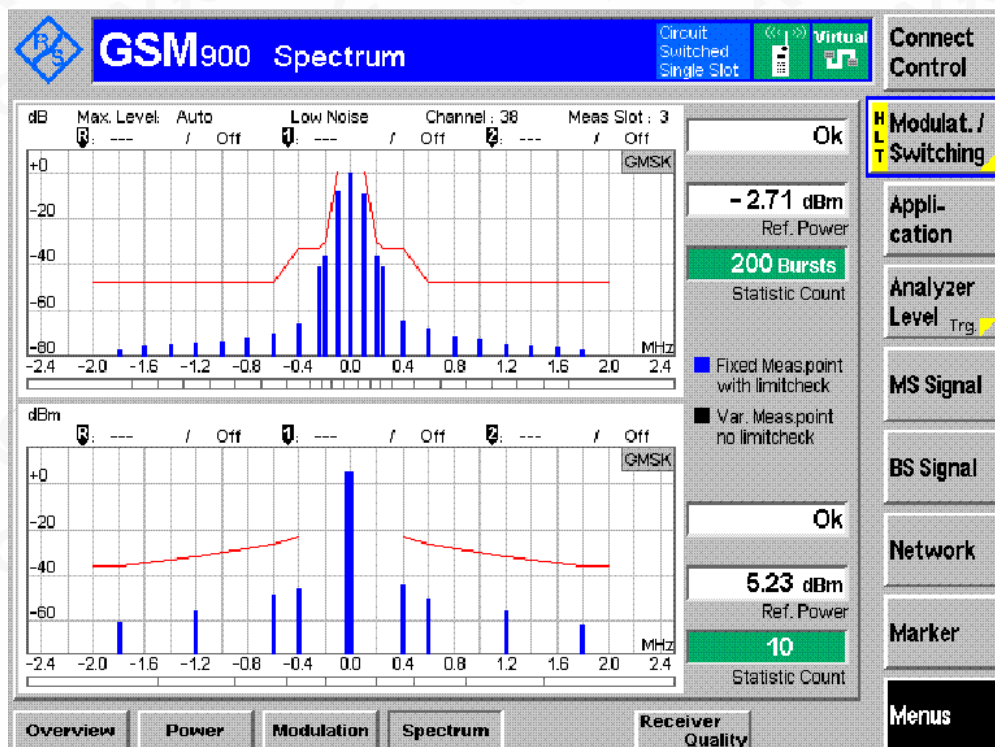 R/S
GSM900 Spectrum
Circuit
Switched
Single Slot
Virtual
Connect
Control
dB Max. Level: Auto Low Noise Channel : 38 Meas Slot : 3
R: --- / Off 1: --- / Off 2: --- / Off
GMSK
+0
-20
-40
-60
-80
MHz
-2.4 -2.0 -1.6 -1.2 -0.8 -0.4 0.0 0.4 0.8 1.2 1.6 2.0 2.4
Ok
- 2.71 dBm
Ref. Power
200 Bursts
Statistic Count
Fixed Meas.point
with limitcheck
Var. Meas.point
no limitcheck
dBm
R: --- / Off 1: --- / Off 2: --- / Off
GMSK
+0
-20
-40
-60
MHz
-2.4 -2.0 -1.6 -1.2 -0.8 -0.4 0.0 0.4 0.8 1.2 1.6 2.0 2.4
Ok
5.23 dBm
Ref. Power
10
Statistic Count
H
L
T
Modulat. /
Switching
Appli-
cation
Analyzer
Level Trg.
MS Signal
BS Signal
Network
Marker
Menus
Overview
Power
Modulation
Spectrum
Receiver
Quality